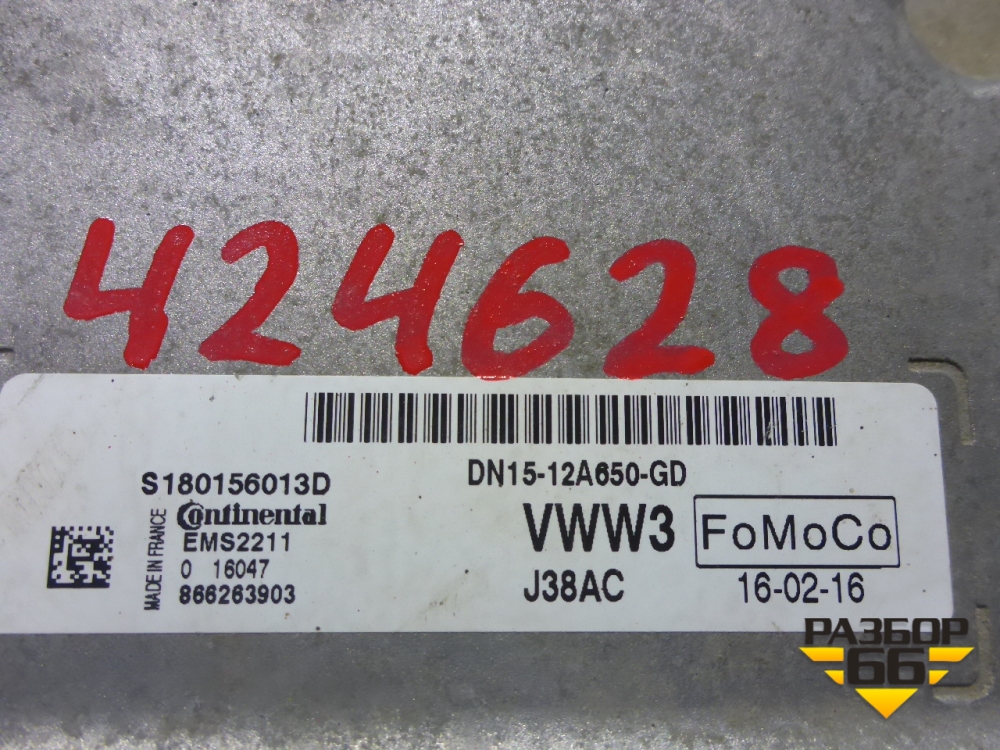 424628
DN15-12A650-GD
S180156013D
Continental
EMS2211
0 16047
866263903
MADE IN FRANCE
VWW3
FoMoCo
J38AC
16-02-16
РАЗБОР
66